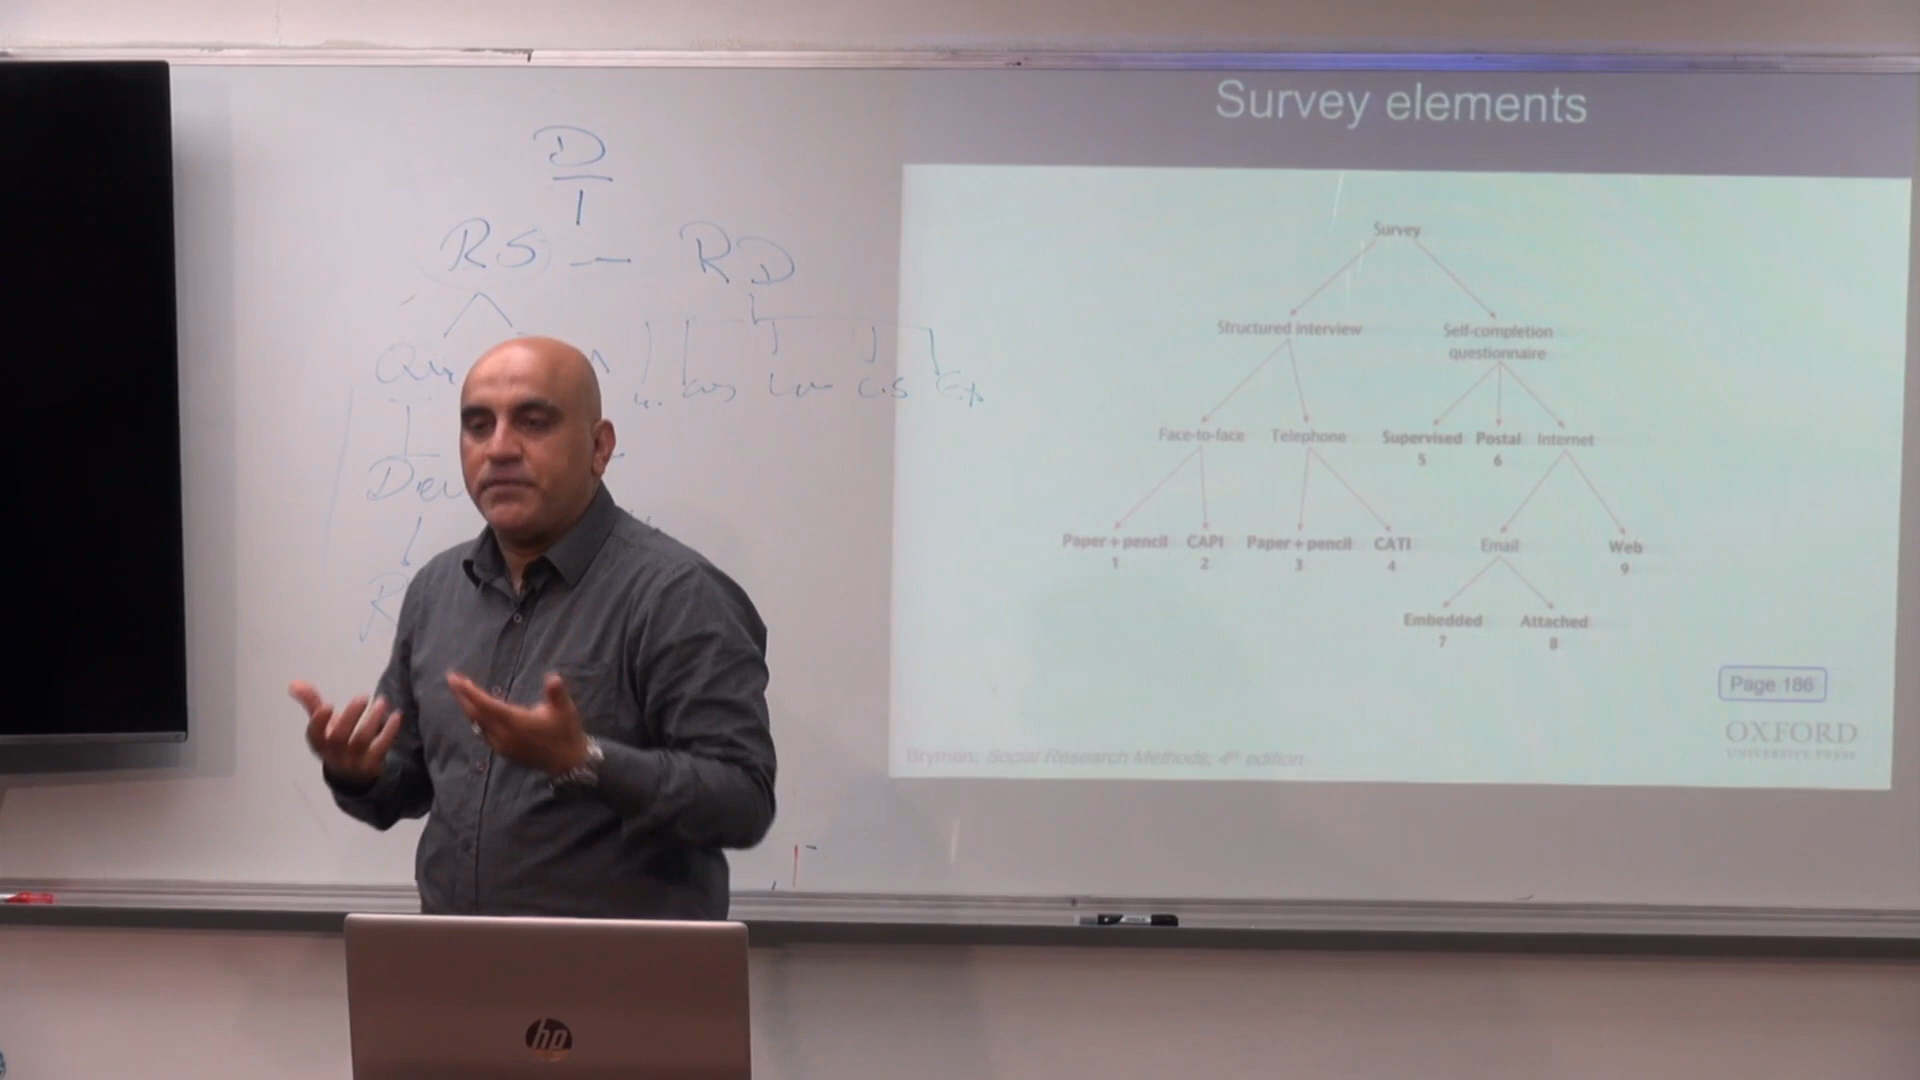 Survey elements
Survey
Structured interview
Self-completion
questionnaire
Face-to-face
Telephone
Supervised
5
Postal
6
Internet
Paper + pencil
1
CAPI
2
Paper + pencil
3
CATI
4
Email
Web
9
Embedded
7
Attached
8
Page 186
OXFORD
UNIVERSITY PRESS
Bryman: Social Research Methods, 4th edition
D
RS — RD
hp